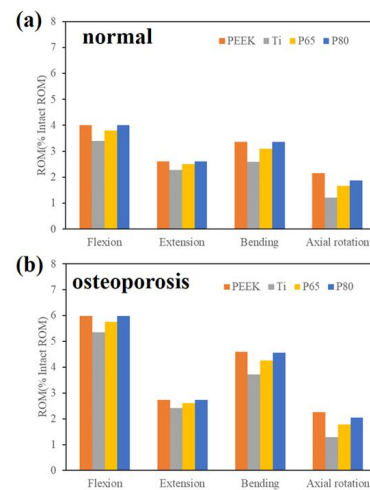 (a) normal
PEEK Ti P65 P80
ROM(% Intact ROM)
8
7
6
5
4
3
2
1
0
Flexion Extension Bending Axial rotation
(b) osteoporosis
PEEK Ti P65 P80
ROM(% Intact ROM)
8
7
6
5
4
3
2
1
0
Flexion Extension Bending Axial rotation